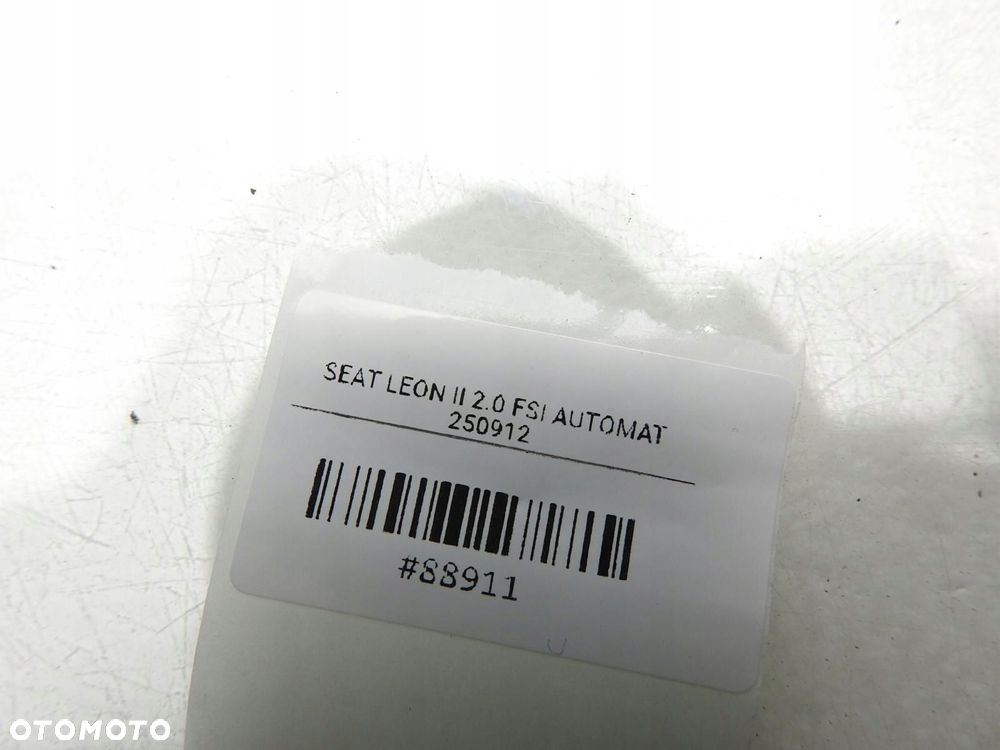 SEAT LEON II 2.0 FSI AUTOMAT
250912
#88911
OTOMOTO